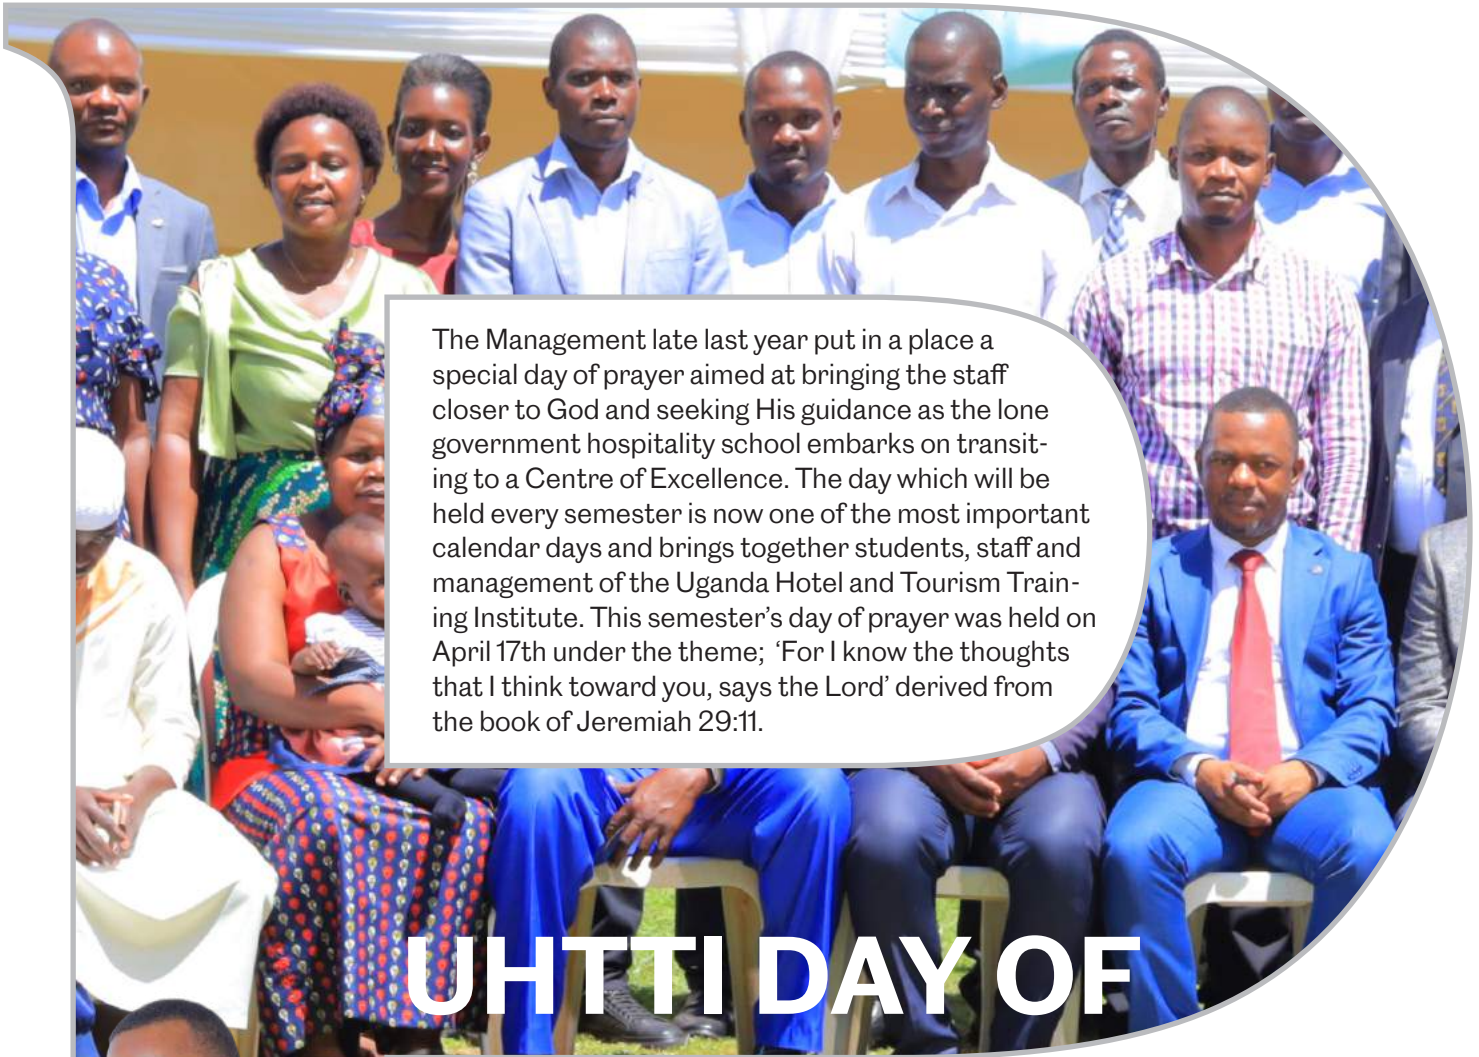 The Management late last year put in a place a
special day of prayer aimed at bringing the staff
closer to God and seeking His guidance as the lone
government hospitality school embarks on transit-
ing to a Centre of Excellence. The day which will be
held every semester is now one of the most important
calendar days and brings together students, staff and
management of the Uganda Hotel and Tourism Train-
ing Institute. This semester’s day of prayer was held on
April 17th under the theme;  ‘For I know the thoughts
that I think toward you, says the Lord’ derived from
the book of Jeremiah 29:11.
UHTTI DAY OF